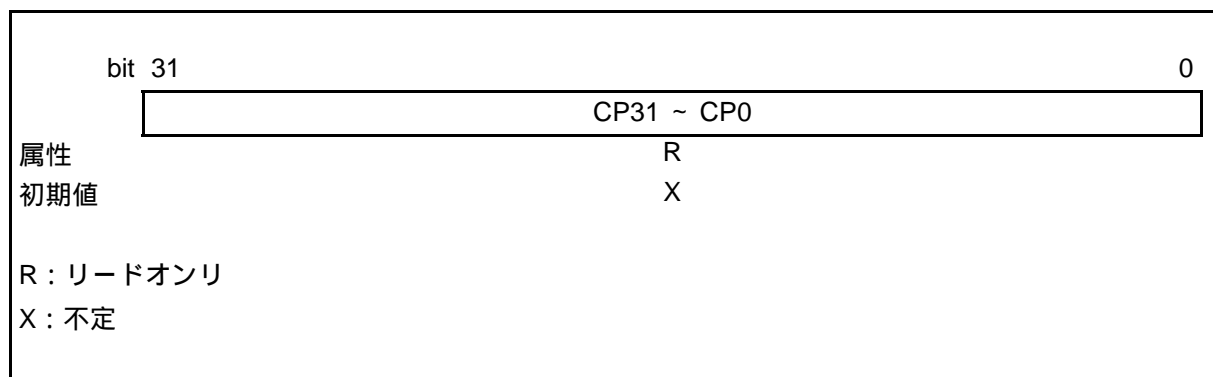 bit 31 0
CP31 ~ CP0
属性 R
初期値 X
R：リードオンリ
X：不定